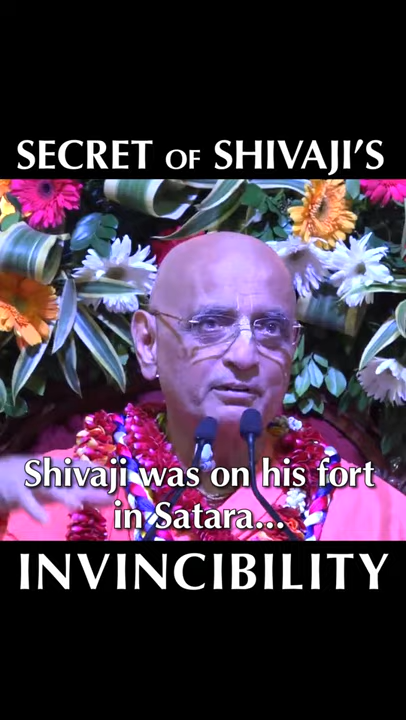 SECRET OF SHIVAJI'S
Shivaji was on his fort
in Satara...
INVINCIBILITY